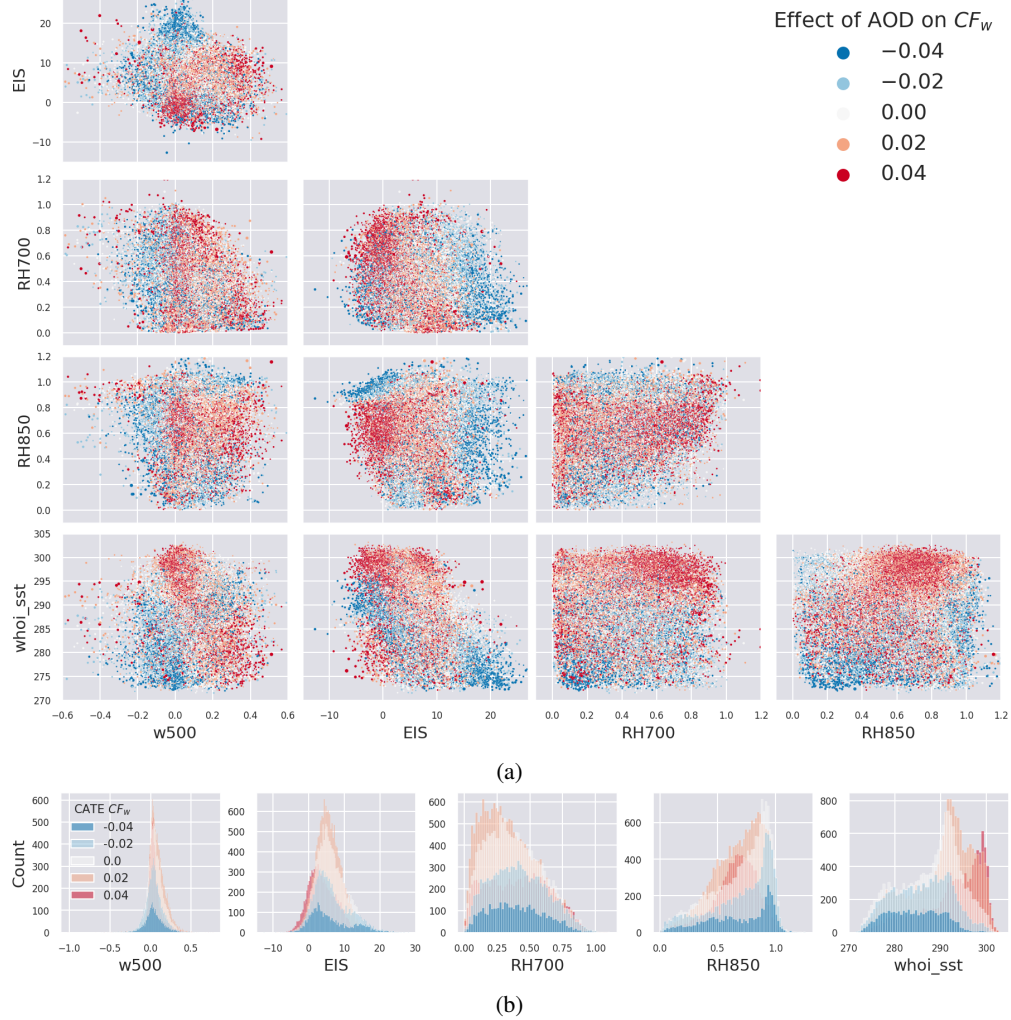 Effect of AOD on CF_w
−0.04
−0.02
0.00
0.02
0.04
EIS
20
10
0
−10
RH700
1.2
1.0
0.8
0.6
0.4
0.2
0.0
RH850
1.2
1.0
0.8
0.6
0.4
0.2
0.0
whoi_sst
305
300
295
290
285
280
275
270
−0.6 −0.4 −0.2 0.0 0.2 0.4 0.6
−10 0 10 20
0.0 0.2 0.4 0.6 0.8 1.0 1.2
0.0 0.2 0.4 0.6 0.8 1.0 1.2
w500 EIS RH700 RH850
(a)
Count
600
500
400
300
200
100
0
CATE CF_w
-0.04
-0.02
0.0
0.02
0.04
−1.0 −0.5 0.0 0.5
w500
600
500
400
300
200
100
0
−10 0 10 20 30
EIS
600
500
400
300
200
100
0
0.00 0.25 0.50 0.75 1.00
RH700
600
400
200
0
0.0 0.5 1.0
RH850
800
600
400
200
0
270 280 290 300
whoi_sst
(b)